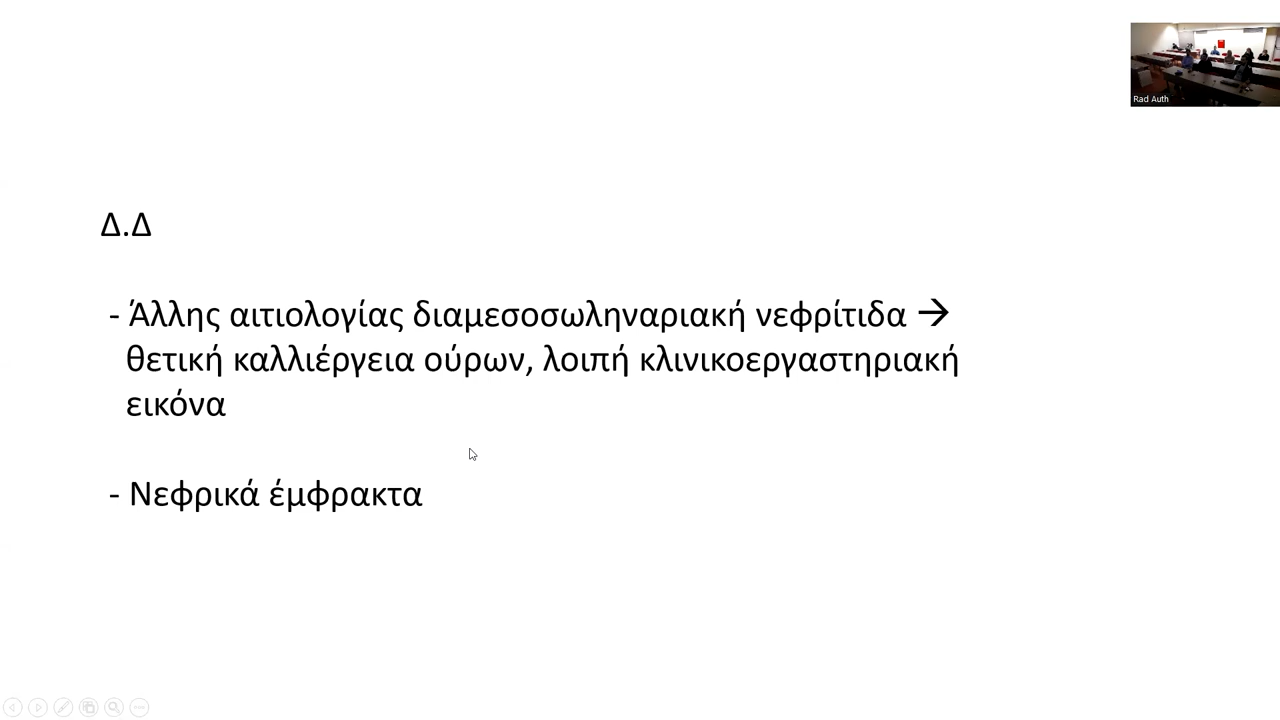 Rad Auth
Δ.Δ
- Άλλης αιτιολογίας διαμεσοσωληναριακή νεφρίτιδα →
θετική καλλιέργεια ούρων, λοιπή κλινικοεργαστηριακή
εικόνα
- Νεφρικά έμφρακτα